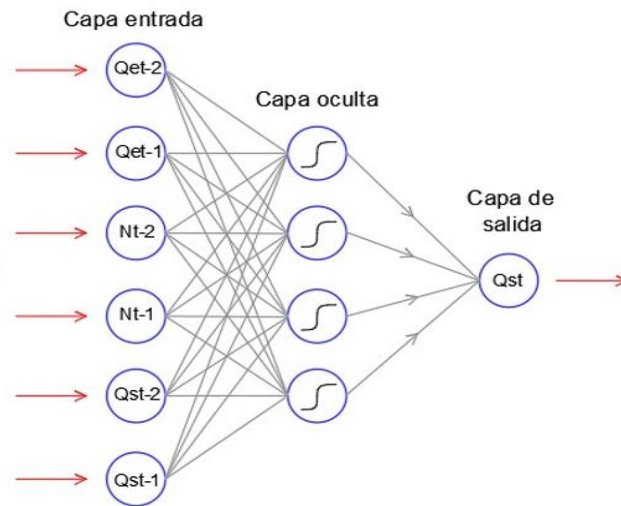 Capa entrada
Qet-2
Qet-1
Nt-2
Nt-1
Qst-2
Qst-1
Capa oculta
Capa de
salida
Qst